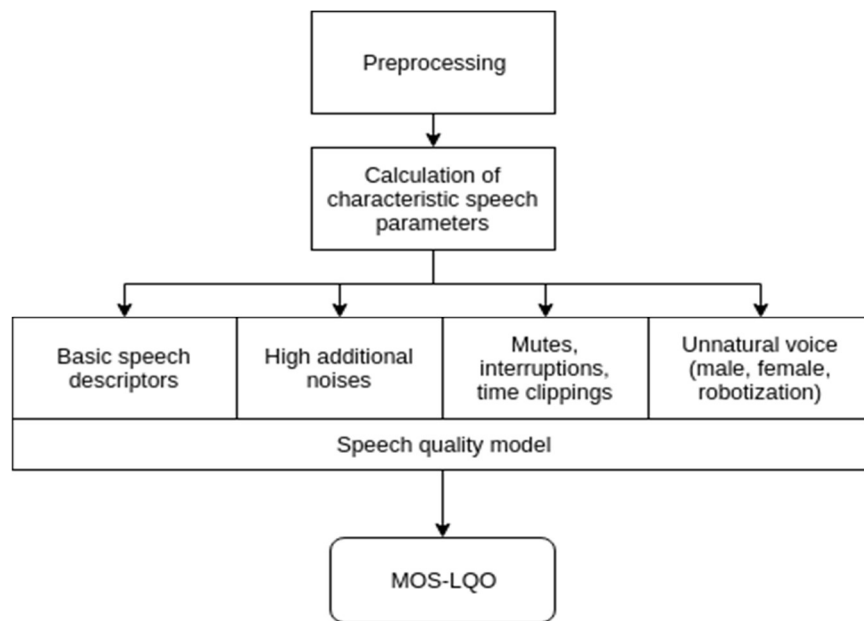 Preprocessing
Calculation of
characteristic speech
parameters
Basic speech
descriptors
High additional
noises
Mutes,
interruptions,
time clippings
Unnatural voice
(male, female,
robotization)
Speech quality model
MOS-LQO